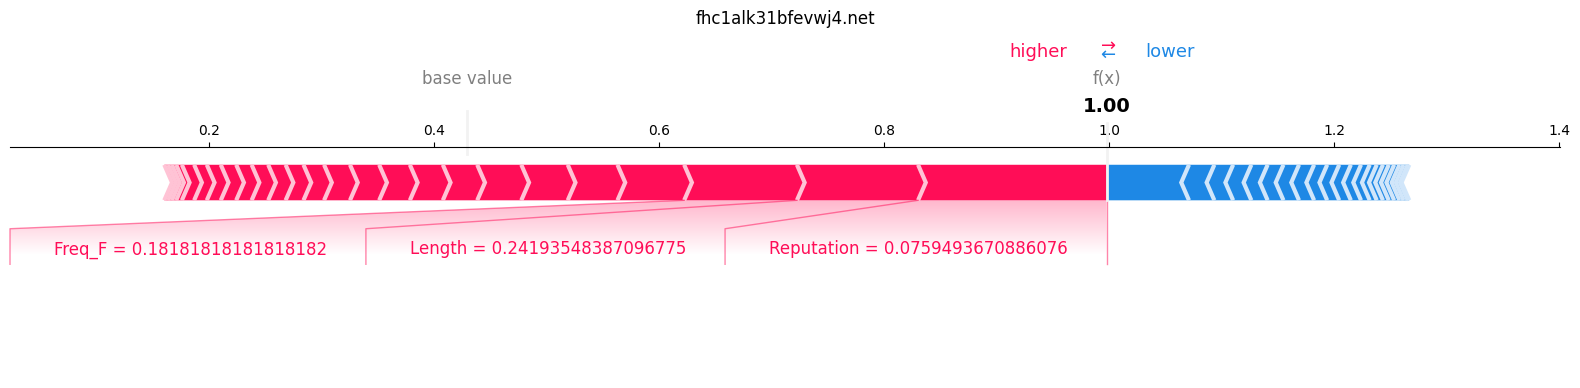 fhc1alk31bfevwj4.net
higher ⇄ lower
base value f(x)
1.00
0.2 0.4 0.6 0.8 1.0 1.2 1.4
Freq_F = 0.18181818181818182 Length = 0.24193548387096775 Reputation = 0.0759493670886076